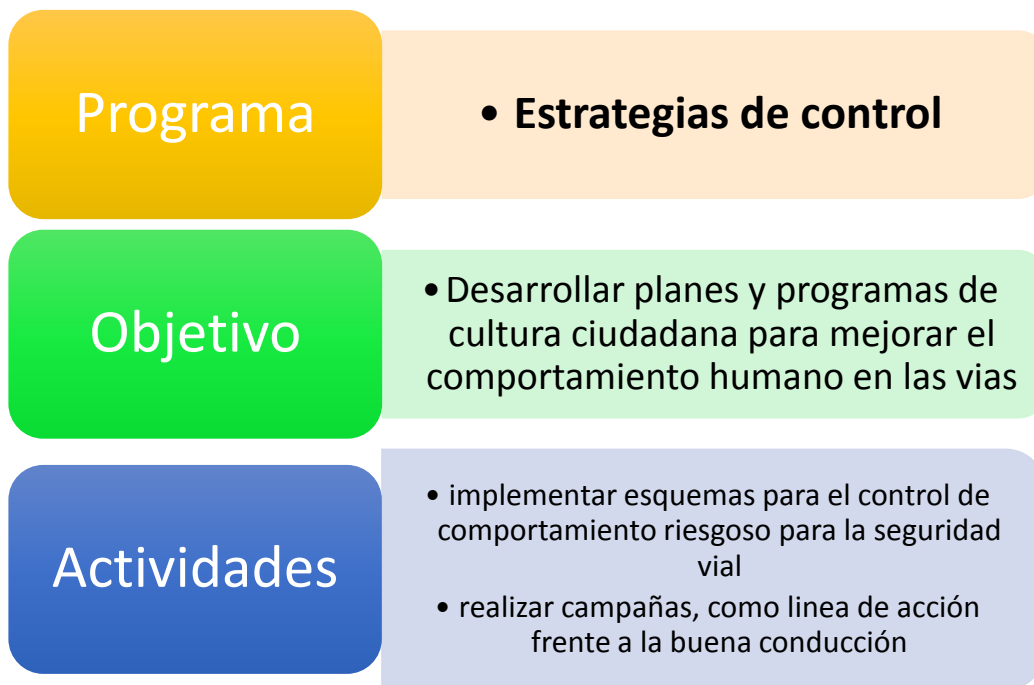 Programa
• Estrategias de control
Objetivo
• Desarrollar planes y programas de
cultura ciudadana para mejorar el
comportamiento humano en las vias
Actividades
• implementar esquemas para el control de
comportamiento riesgoso para la seguridad
vial
• realizar campañas, como linea de acción
frente a la buena conducción